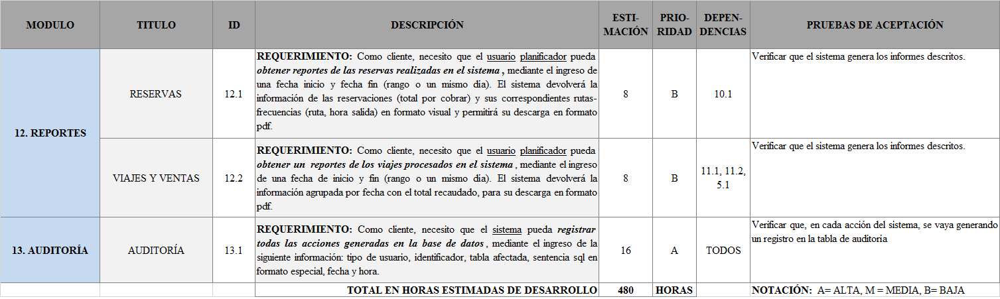 MODULO TITULO ID DESCRIPCIÓN ESTI-MACIÓN PRIO-RIDAD DEPEN-DENCIAS PRUEBAS DE ACEPTACIÓN
12. REPORTES
RESERVAS
12.1
REQUERIMIENTO: Como cliente, necesito que el usuario planificador pueda
obtener reportes de las reservas realizadas en el sistema, mediante el ingreso de
una fecha inicio y fecha fin (rango o un mismo día). El sistema devolverá la
información de las reservaciones (total por cobrar) y sus correspondientes rutas-
frecuencias (ruta, hora salida) en formato visual y permitirá su descarga en formato
pdf.
8
B
10.1
Verificar que el sistema genera los informes descritos.
VIAJES Y VENTAS
12.2
REQUERIMIENTO: Como cliente, necesito que el usuario planificador pueda
obtener un reportes de los viajes procesados en el sistema, mediante el ingreso
de una fecha de inicio y fin (rango o un mismo día). El sistema devolverá la
información agrupada por fecha con el total recaudado, para su descarga en formato
pdf.
8
B
11.1, 11.2,
5.1
Verificar que el sistema genera los informes descritos.
13. AUDITORÍA
AUDITORÍA
13.1
REQUERIMIENTO: Como cliente, necesito que el sistema pueda registrar
todas las acciones generadas en la base de datos, mediante el ingreso de la
siguiente información: tipo de usuario, identificador, tabla afectada, sentencia sql en
formato especial, fecha y hora.
16
A
TODOS
Verificar que, en cada acción del sistema, se vaya generando
un registro en la tabla de auditoría
TOTAL EN HORAS ESTIMADAS DE DESARROLLO 480 HORAS NOTACIÓN: A= ALTA, M = MEDIA, B= BAJA